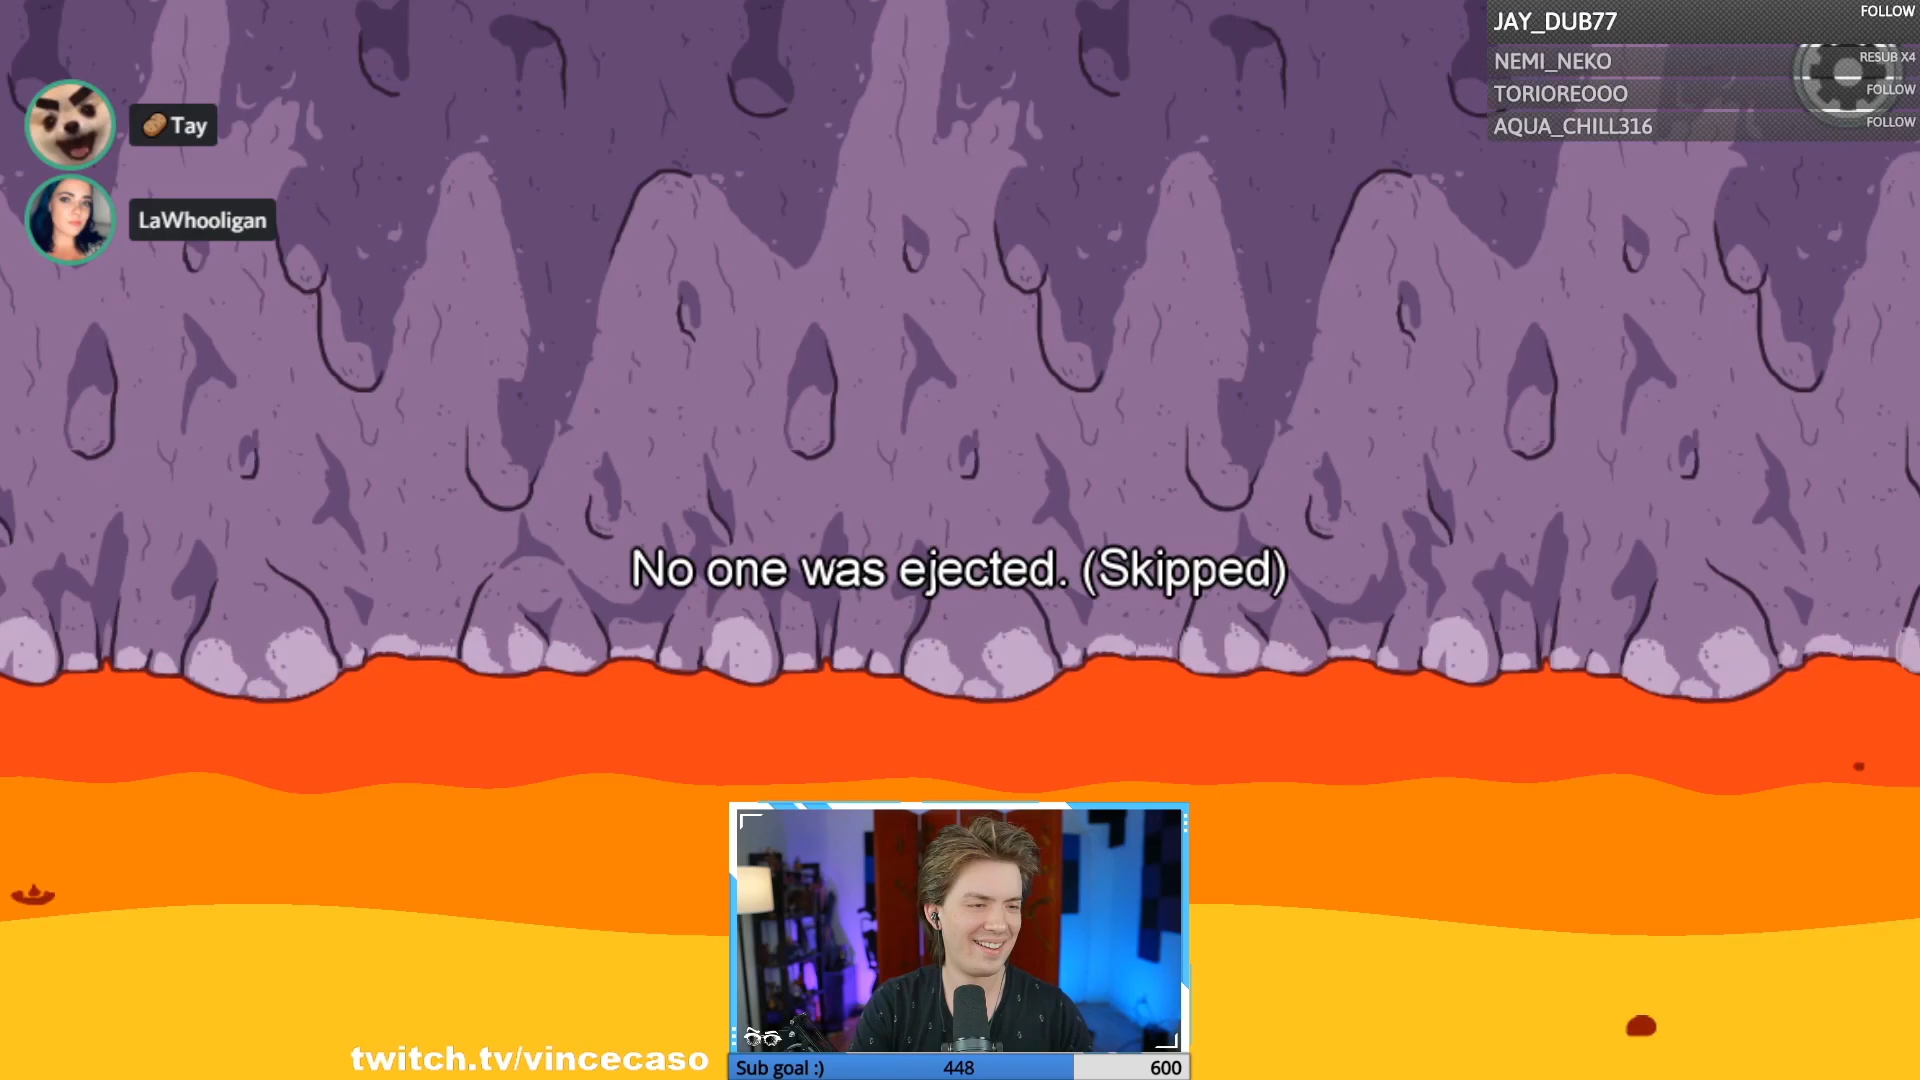 JAY_DUB77 FOLLOW
NEMI_NEKO RESUB X4
TORIOREOOO FOLLOW
AQUA_CHILL316 FOLLOW
Tay
LaWhooligan
No one was ejected. (Skipped)
twitch.tv/vincecaso
Sub goal :) 448 600